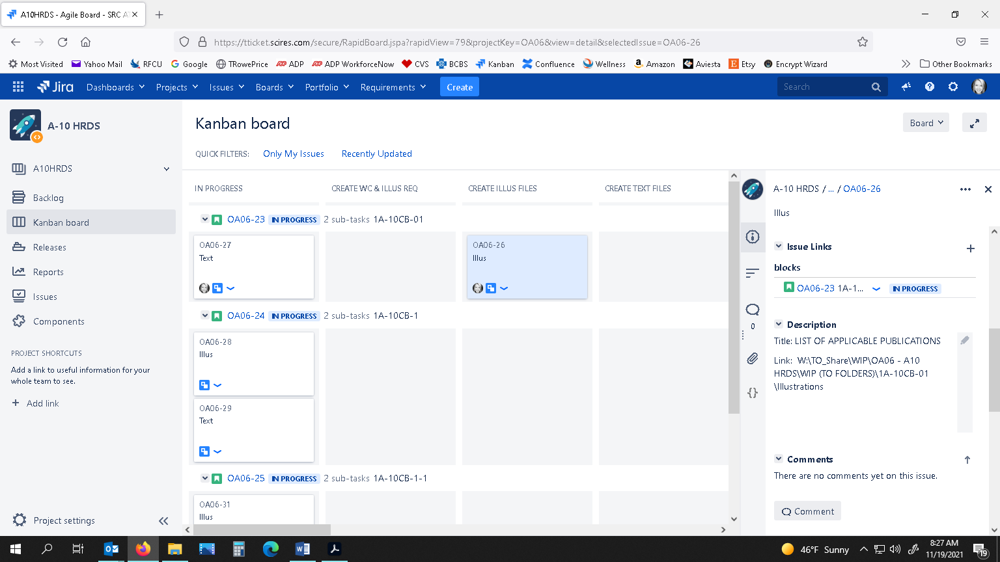 A10HRDS - Agile Board - SRC
https://tticket.scires.com/secure/RapidBoard.jspa?rapidView=79&projectKey=OA06&view=detail&selectedIssue=OA06-26
Most Visited Yahoo Mail RFCU Google TRowePrice ADP ADP WorkforceNow CVS BCBS Kanban Confluence Wellness Amazon Aviesta Etsy Encrypt Wizard Other Bookmarks
Jira Dashboards Projects Issues Boards Portfolio Requirements Create Search
A-10 HRDS
A10HRDS
Backlog
Kanban board
Releases
Reports
Issues
Components
PROJECT SHORTCUTS
Add a link to useful information for your
whole team to see.
+ Add link
Project settings
Kanban board
Board
QUICK FILTERS: Only My Issues Recently Updated
IN PROGRESS CREATE WC & ILLUS REQ CREATE ILLUS FILES CREATE TEXT FILES
OA06-23 IN PROGRESS 2 sub-tasks 1A-10CB-01
OA06-27
Text
OA06-26
Illus
OA06-24 IN PROGRESS 2 sub-tasks 1A-10CB-1
OA06-28
Illus
OA06-29
Text
OA06-25 IN PROGRESS 2 sub-tasks 1A-10CB-1-1
OA06-31
Illus
A-10 HRDS / ... / OA06-26
Illus
Issue Links
blocks
OA06-23 1A-1... IN PROGRESS
0
Description
Title: LIST OF APPLICABLE PUBLICATIONS
Link: W:\TO_Share\WIP\OA06 - A10
HRDS\WIP (TO FOLDERS)\1A-10CB-01
\Illustrations
Comments
There are no comments yet on this issue.
Comment
46°F Sunny
8:27 AM
11/19/2021
19